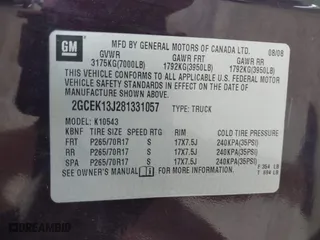 GM
MFD BY GENERAL MOTORS OF CANADA LTD. 08/08
GVWR GAWR FRT GAWR RR
3175KG(7000LB) 1792KG(3950LB) 1792KG(3950LB)
THIS VEHICLE CONFORMS TO ALL APPLICABLE U.S. FEDERAL MOTOR
VEHICLE SAFETY STANDARDS IN EFFECT ON THE DATE OF
MANUFACTURE SHOWN ABOVE.
2GCEK13J281331057 TYPE: TRUCK
MODEL: K10543
KBNF TIRE SIZE SPEED RTG RIM COLD TIRE PRESSURE
FRT P265/70R17 S 17X7.5J 240KPA(35PSI)
RR P265/70R17 S 17X7.5J 240KPA(35PSI)
SPA P265/70R17 S 17X7.5J 240KPA(35PSI)
SEE OWNER'S MANUAL FOR ADDITIONAL INFORMATION.
DREAMBID